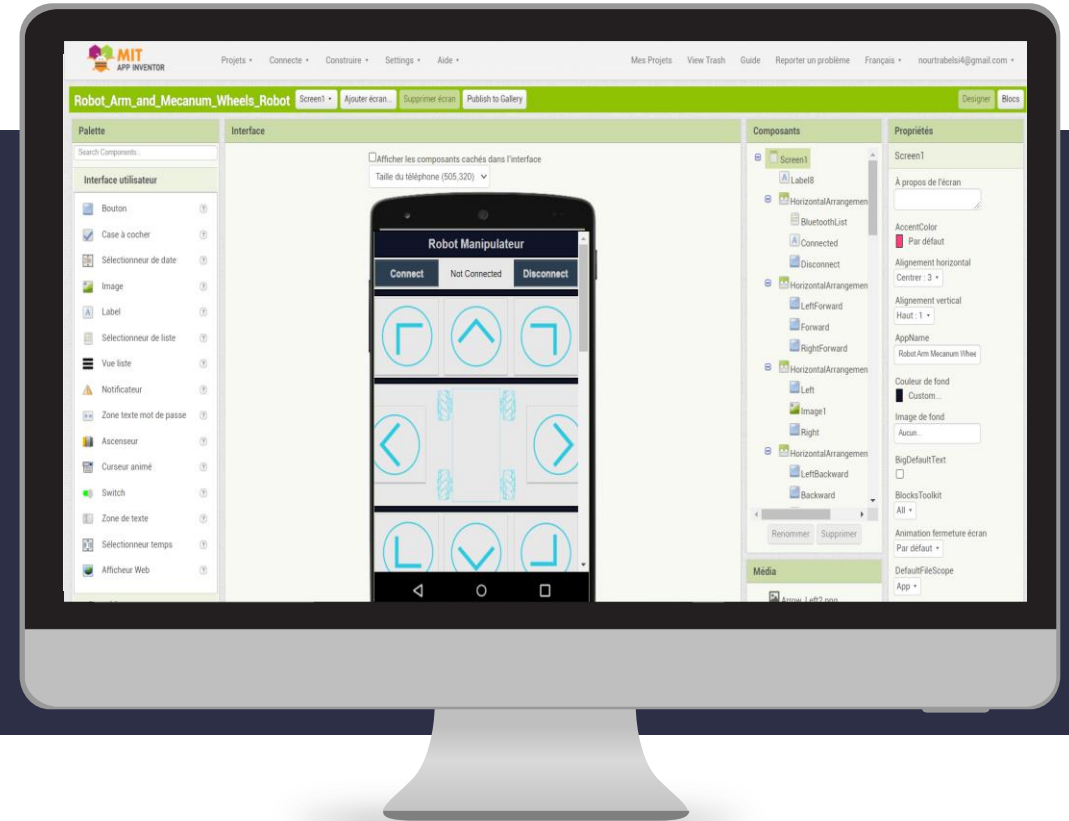 MIT
APP INVENTOR
Projets Connecte Construire Settings Aide
Mes Projets View Trash Guide Reporter un problème Français nourtrabelsi4@gmail.com
Robot_Arm_and_Mecanum_Wheels_Robot Screen1 Ajouter écran... Supprimer écran Publish to Gallery Designer Blocs
Palette
Search Components...
Interface utilisateur
Bouton
Case à cocher
Sélectionneur de date
Image
A Label
Sélectionneur de liste
Vue liste
Notificateur
Zone texte mot de passe
Ascenseur
Curseur animé
Switch
Zone de texte
Sélectionneur temps
Afficheur Web
Interface
Afficher les composants cachés dans l'interface
Taille du téléphone (505,320)
Robot Manipulateur
Connect Not Connected Disconnect
Composants
Screen1
A Label8
HorizontalArrangemen
BluetoothList
A Connected
Disconnect
HorizontalArrangemen
LeftForward
Forward
RightForward
HorizontalArrangemen
Left
Image1
Right
HorizontalArrangemen
LeftBackward
Backward
Renommer Supprimer
Média
Arrow_Left2.png
Propriétés
Screen1
À propos de l'écran
AccentColor
Par défaut
Alignement horizontal
Centrer : 3
Alignement vertical
Haut : 1
AppName
Robot Arm Mecanum Whee
Couleur de fond
Custom...
Image de fond
Aucun...
BigDefaultText
BlocksToolkit
All
Animation fermeture écran
Par défaut
DefaultFileScope
App